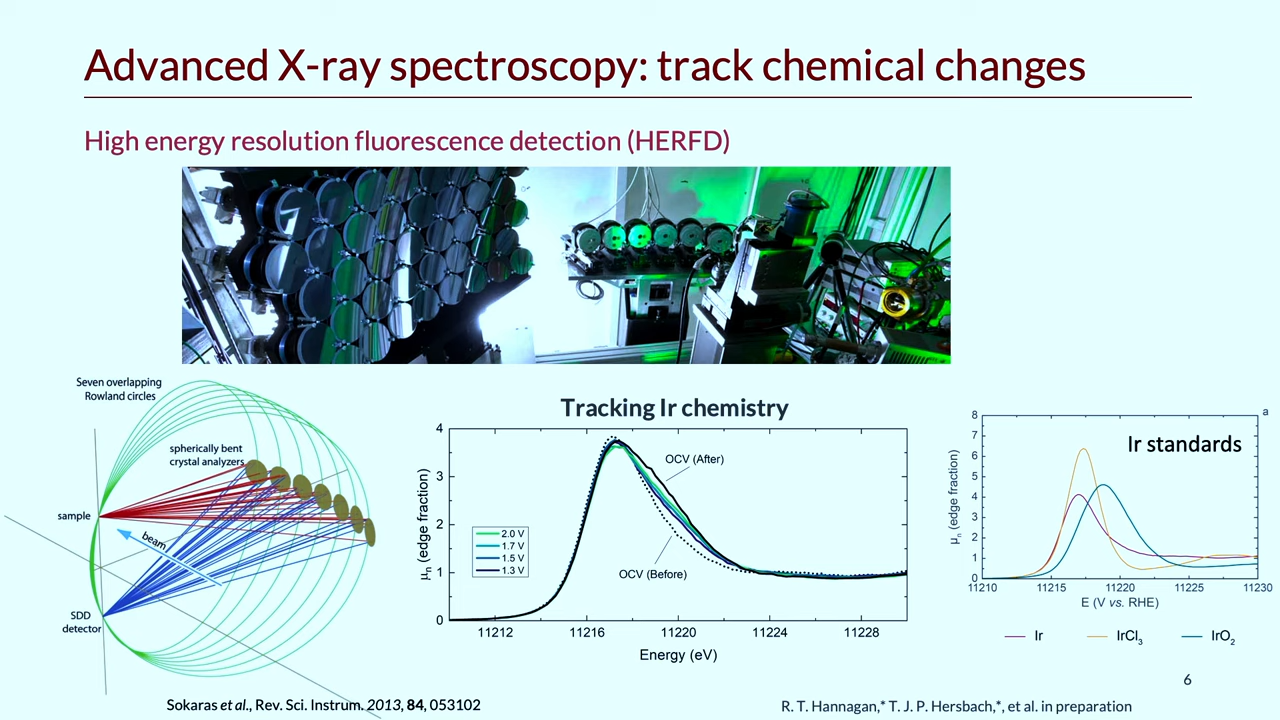 Advanced X-ray spectroscopy: track chemical changes
High energy resolution fluorescence detection (HERFD)
Seven overlapping
Rowland circles
spherically bent
crystal analyzers
sample
beam
SDD
detector
Sokaras et al., Rev. Sci. Instrum. 2013, 84, 053102
Tracking Ir chemistry
μn (edge fraction)
4
3
2
1
0
OCV (After)
2.0 V
1.7 V
1.5 V
1.3 V
OCV (Before)
11212 11216 11220 11224 11228
Energy (eV)
a
Ir standards
μn (edge fraction)
8
7
6
5
4
3
2
1
0
11210 11215 11220 11225 11230
E (V vs. RHE)
Ir IrCl3 IrO2
6
R. T. Hannagan,* T. J. P. Hersbach,*, et al. in preparation